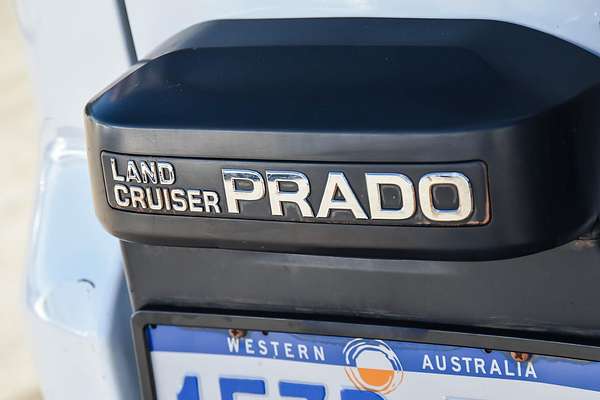 LAND
CRUISER PRADO
WESTERN AUSTRALIA